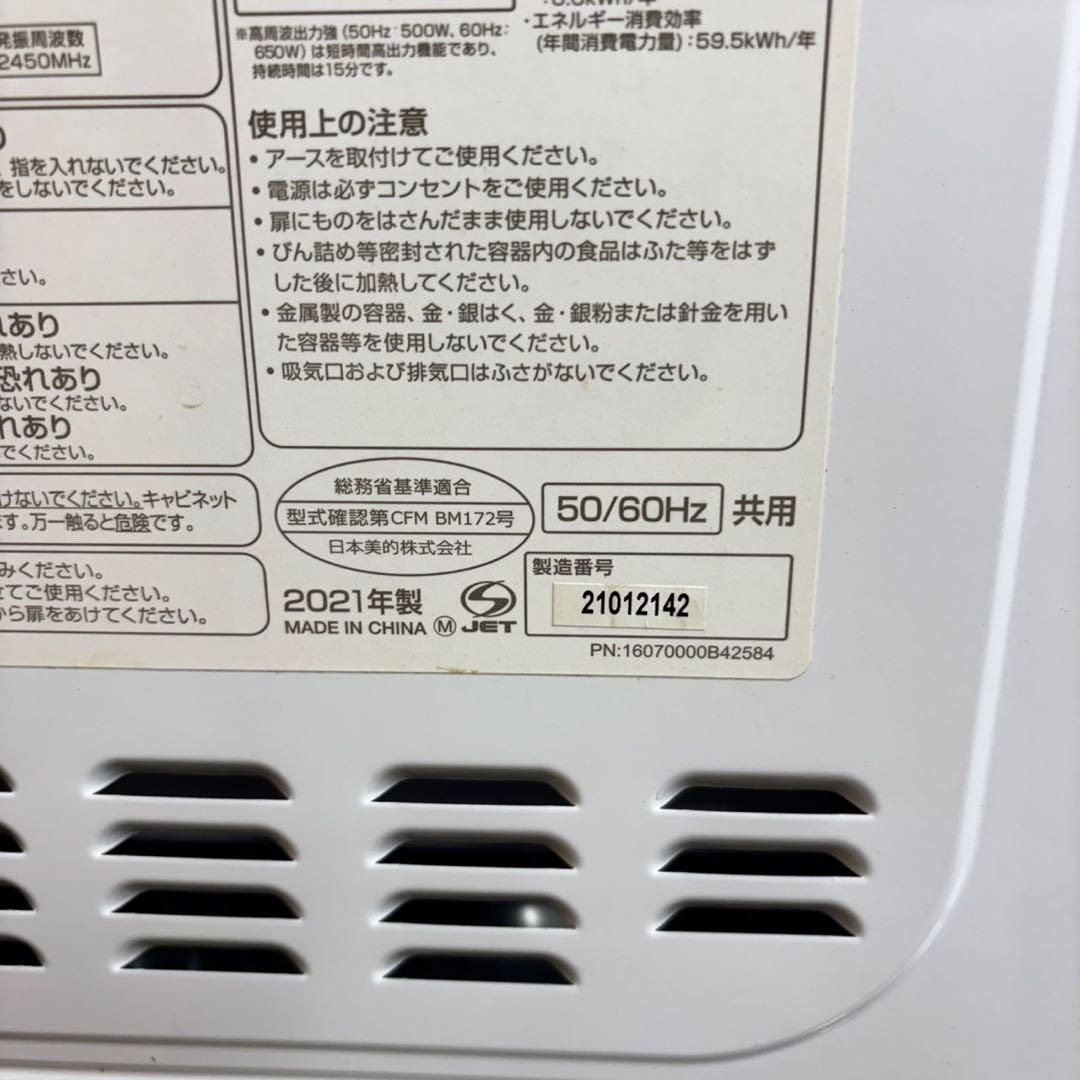 発振周波数
2450MHz
※高周波出力強(50Hz:500W、60Hz:
650W)は短時間高出力機能であり、
持続時間は15分です。
・エネルギー消費効率
(年間消費電力量):59.5kWh/年
指を入れないでください。
をしないでください。
さい。
れあり
熱しないでください。
恐れあり
ないでください。
れあり
でください。
使用上の注意
・アースを取付けてご使用ください。
・電源は必ずコンセントをご使用ください。
・扉にものをはさんだまま使用しないでください。
・びん詰め等密封された容器内の食品はふた等をはず
した後に加熱してください。
・金属製の容器、金・銀はく、金・銀粉または針金を用い
た容器等を使用しないでください。
・吸気口および排気口はふさがないでください。
けないでください。キャビネット
ます。万一触ると危険です。
みください。
てご使用ください。
から扉をあけてください。
総務省基準適合
型式確認第CFM BM172号
日本美的株式会社
50/60Hz 共用
2021年製
MADE IN CHINA Ⓜ JET
製造番号
21012142
PN:16070000B42584